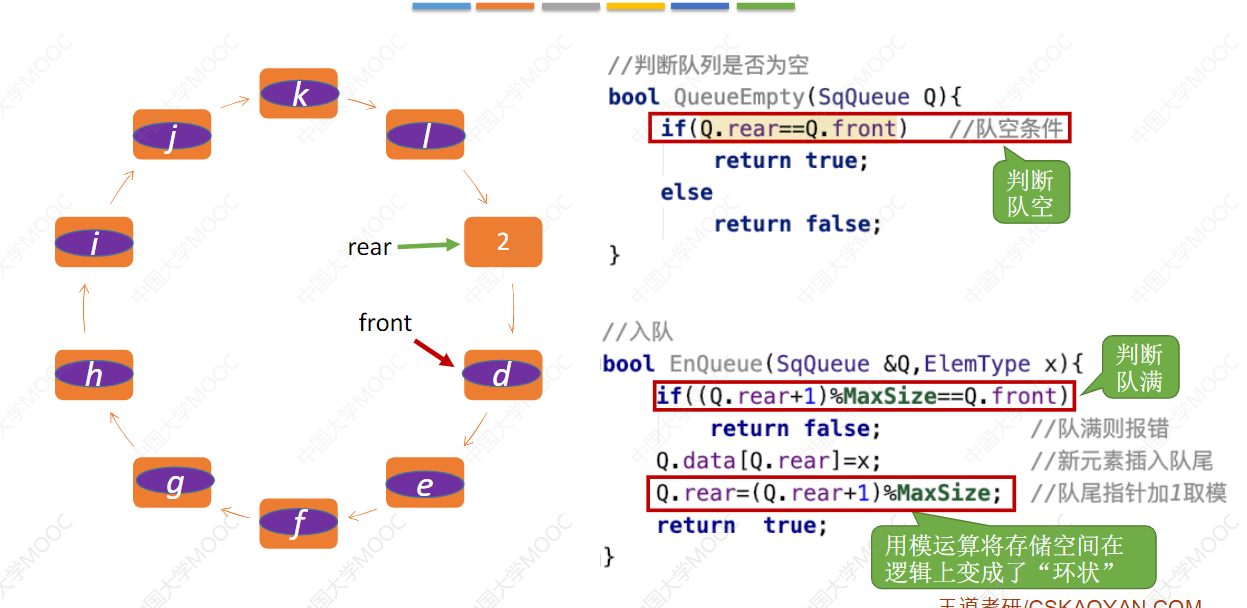 //判断队列是否为空
bool QueueEmpty(SqQueue Q){
if(Q.rear==Q.front) //队空条件
return true;
else
return false;
}
判断
队空
k
j
l
i
rear
2
front
h
d
g
e
f
//入队
bool EnQueue(SqQueue &Q,ElemType x){
if((Q.rear+1)%MaxSize==Q.front)
return false; //队满则报错
Q.data[Q.rear]=x; //新元素插入队尾
Q.rear=(Q.rear+1)%MaxSize; //队尾指针加1取模
return true;
}
判断
队满
用模运算将存储空间在
逻辑上变成了“环状”
王道考研/CSKAOYAN.COM
中国大学MOOC